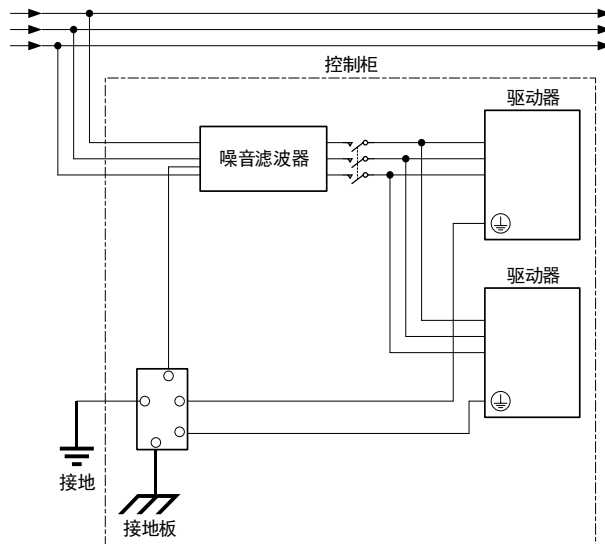 控制柜
驱动器
噪音滤波器
驱动器
接地
接地板